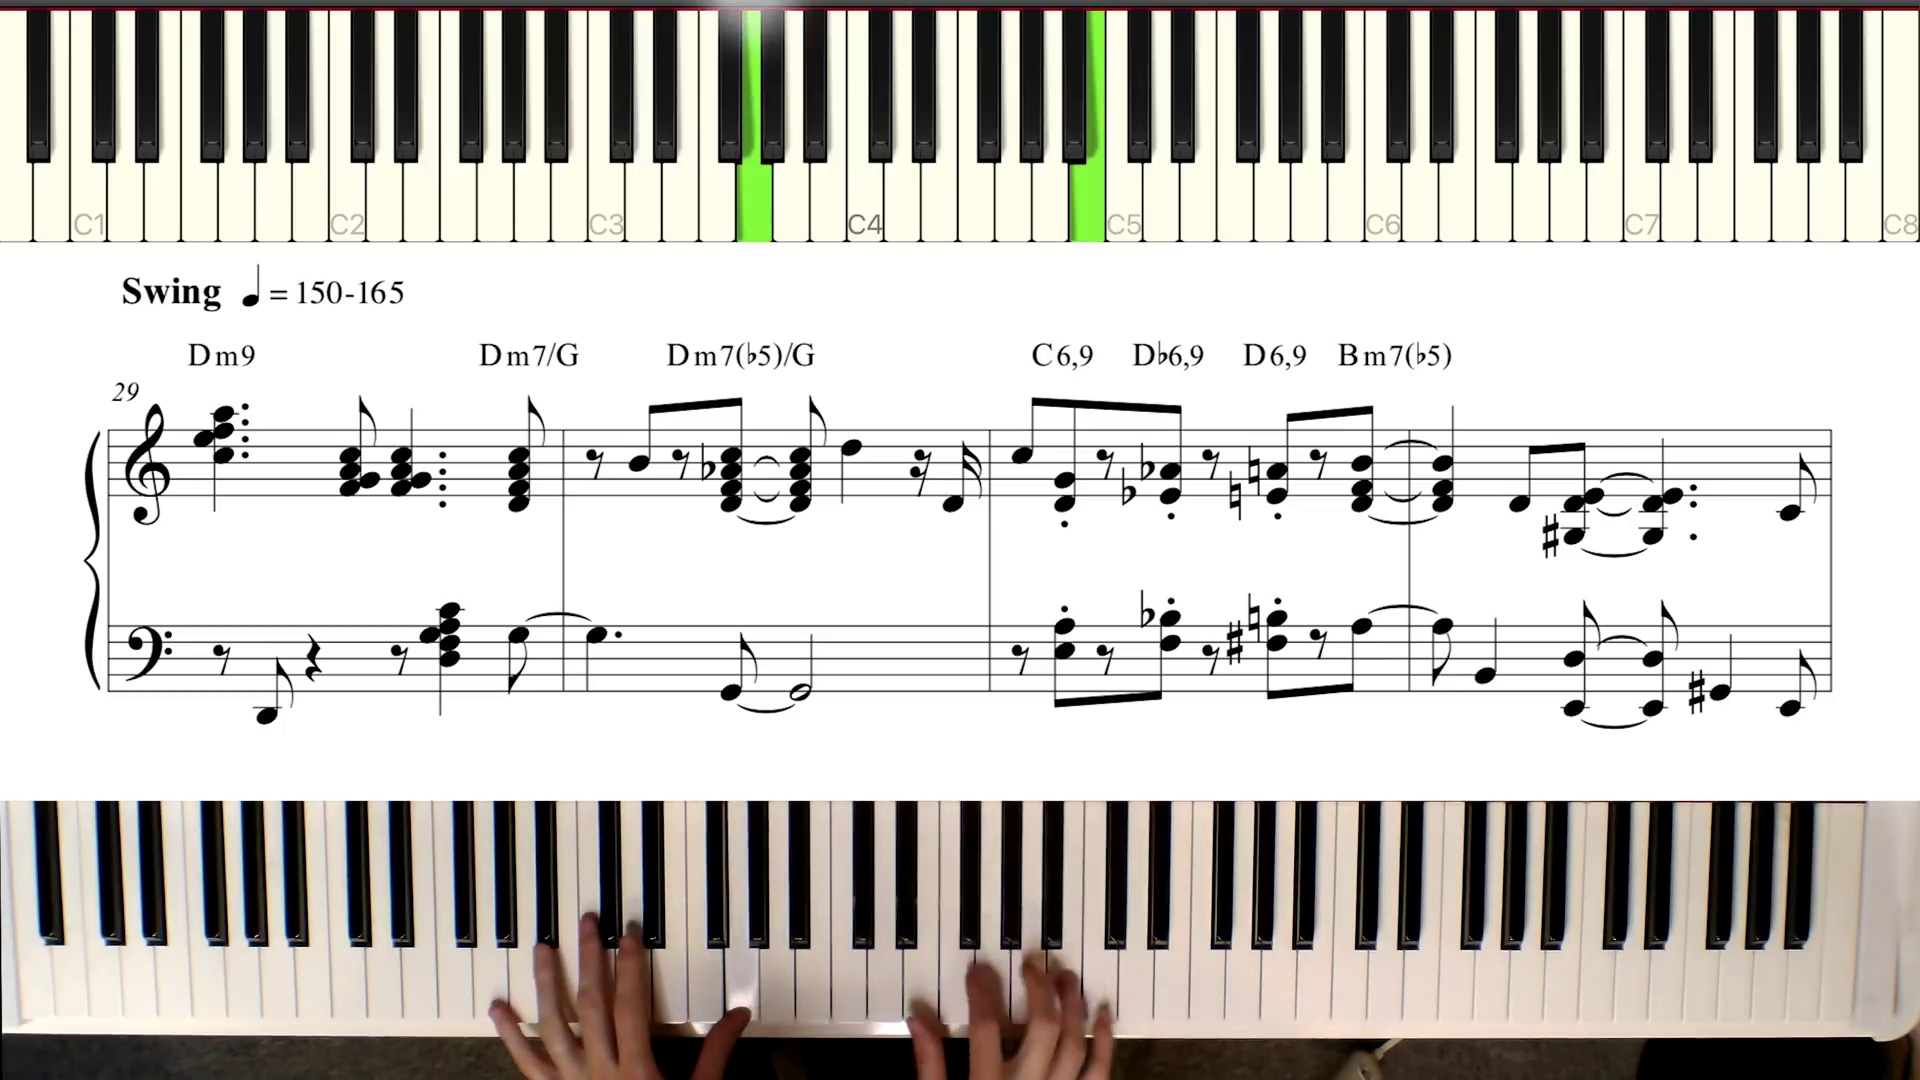 C1 C2 C3 C4 C5 C6 C7 C8
Swing ♩ = 150-165
Dm9 Dm7/G Dm7(♭5)/G C6,9 D♭6,9 D6,9 Bm7(♭5)
29